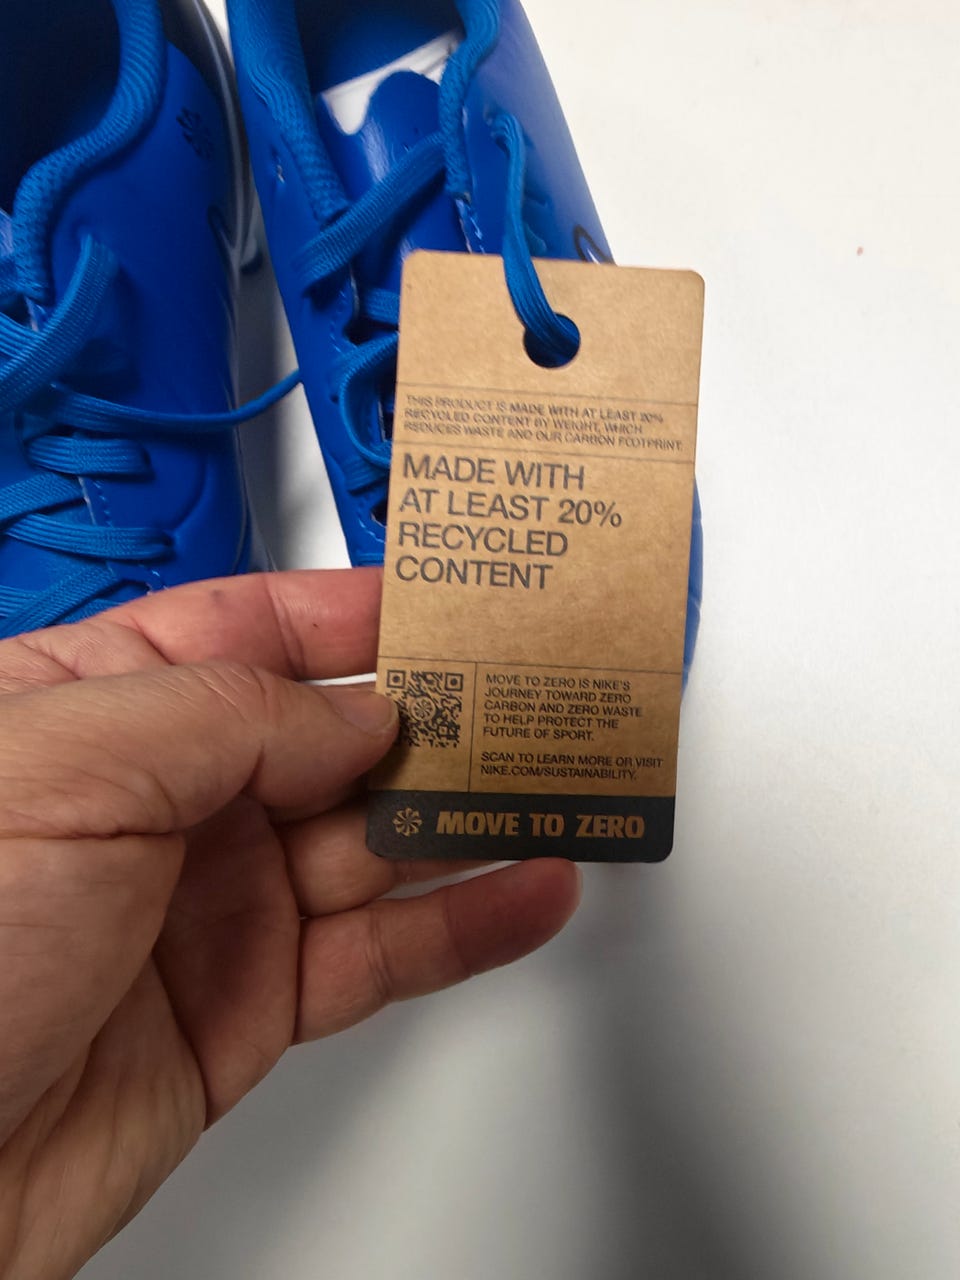 THIS PRODUCT IS MADE WITH AT LEAST 20%
RECYCLED CONTENT BY WEIGHT, WHICH
REDUCES WASTE AND OUR CARBON FOOTPRINT.
MADE WITH
AT LEAST 20%
RECYCLED
CONTENT
MOVE TO ZERO IS NIKE'S
JOURNEY TOWARD ZERO
CARBON AND ZERO WASTE
TO HELP PROTECT THE
FUTURE OF SPORT.
SCAN TO LEARN MORE OR VISIT
NIKE.COM/SUSTAINABILITY.
MOVE TO ZERO